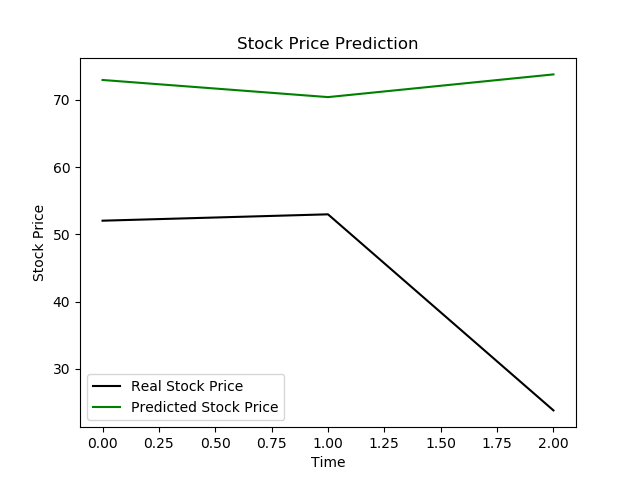 Stock Price Prediction
Stock Price
70
60
50
40
30
Real Stock Price
Predicted Stock Price
0.00 0.25 0.50 0.75 1.00 1.25 1.50 1.75 2.00
Time